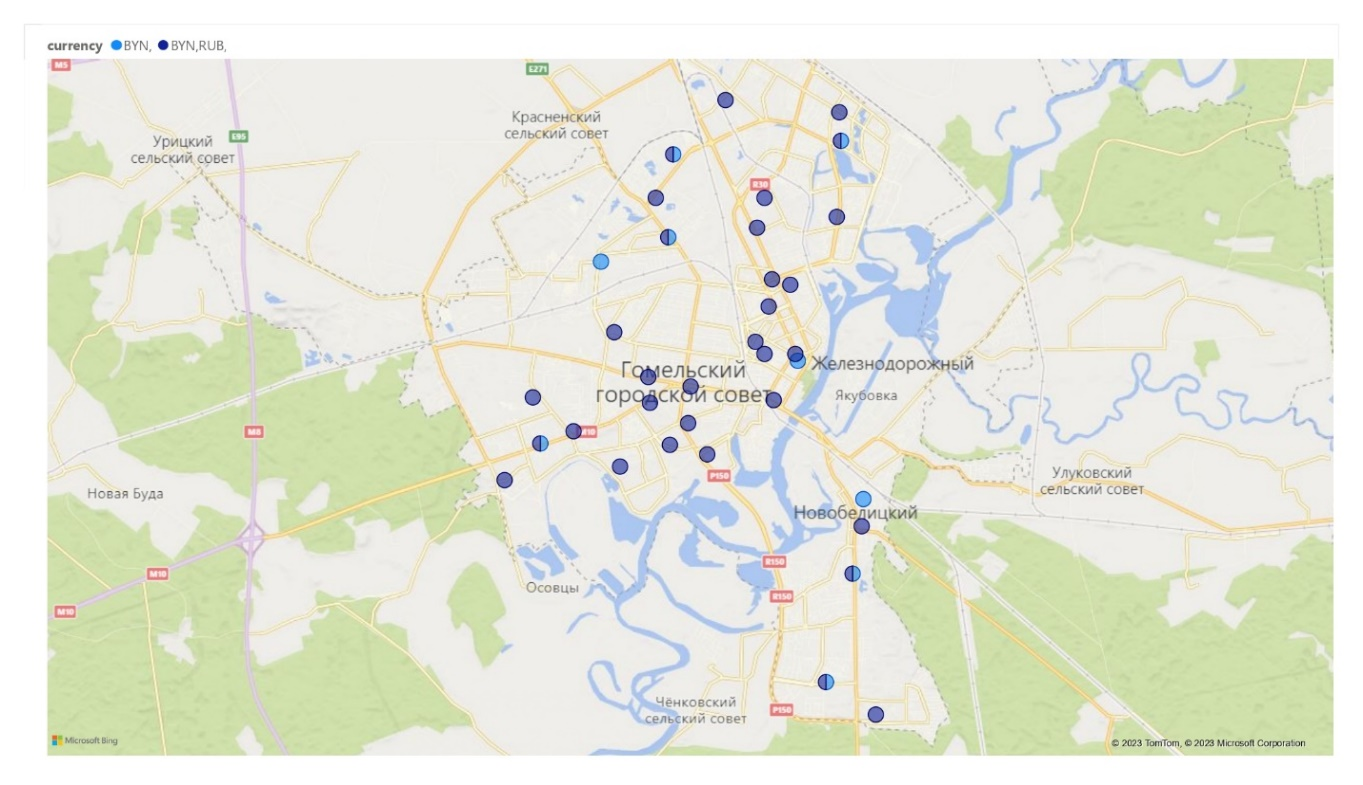 currency BYN, BYN,RUB,
M5
E271
Красненский
сельский совет
E95
Урицкий
сельский совет
R30
Гомельский
городской совет
Железнодорожный
Якубовка
M8
M10
P150
Улуковский
сельский совет
Новая Буда
Новобелицкий
R150
M10
Осовцы
R150
M10
Чёнковский
сельский совет
P150
Microsoft Bing
© 2023 TomTom, © 2023 Microsoft Corporation